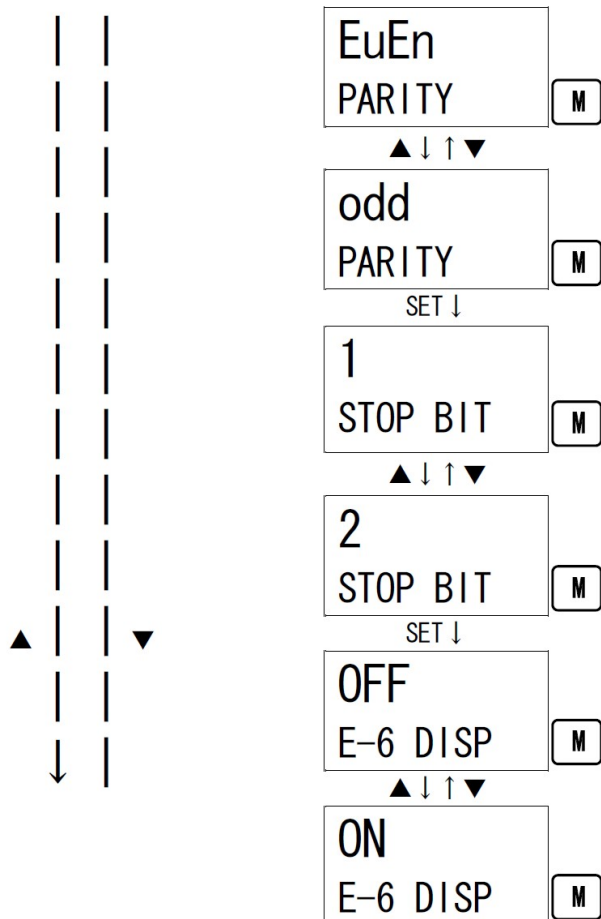 EuEn
PARITY M
▲↓↑▼
odd
PARITY M
SET↓
1
STOP BIT M
▲↓↑▼
2
STOP BIT M
▲ ▼ SET↓
OFF
E-6 DISP M
↓ ▲↓↑▼
ON
E-6 DISP M